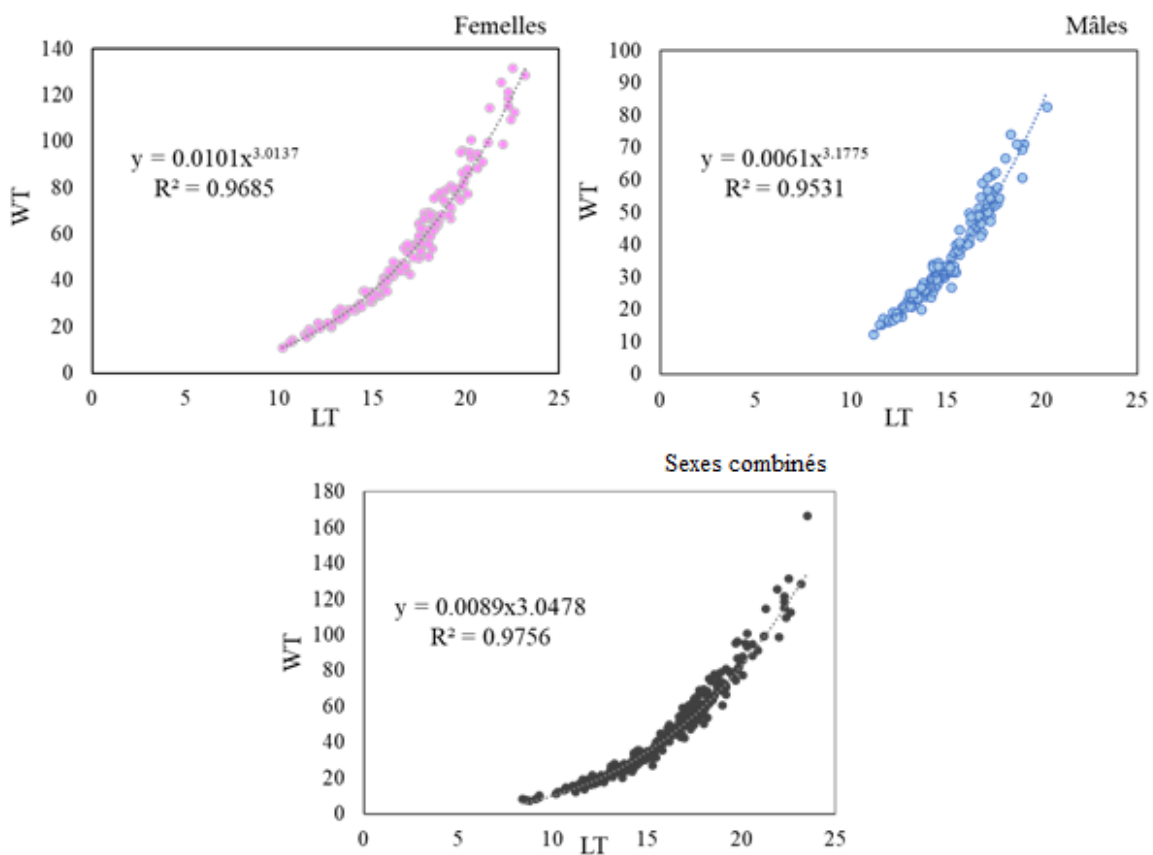 Femelles
140
120
100
80
60
40
20
0
WT
y = 0.0101x^3.0137
R² = 0.9685
0 5 10 15 20 25
LT
Mâles
100
90
80
70
60
50
40
30
20
10
0
WT
y = 0.0061x^3.1775
R² = 0.9531
0 5 10 15 20 25
LT
Sexes combinés
180
160
140
120
100
80
60
40
20
0
WT
y = 0.0089x3.0478
R² = 0.9756
0 5 10 15 20 25
LT